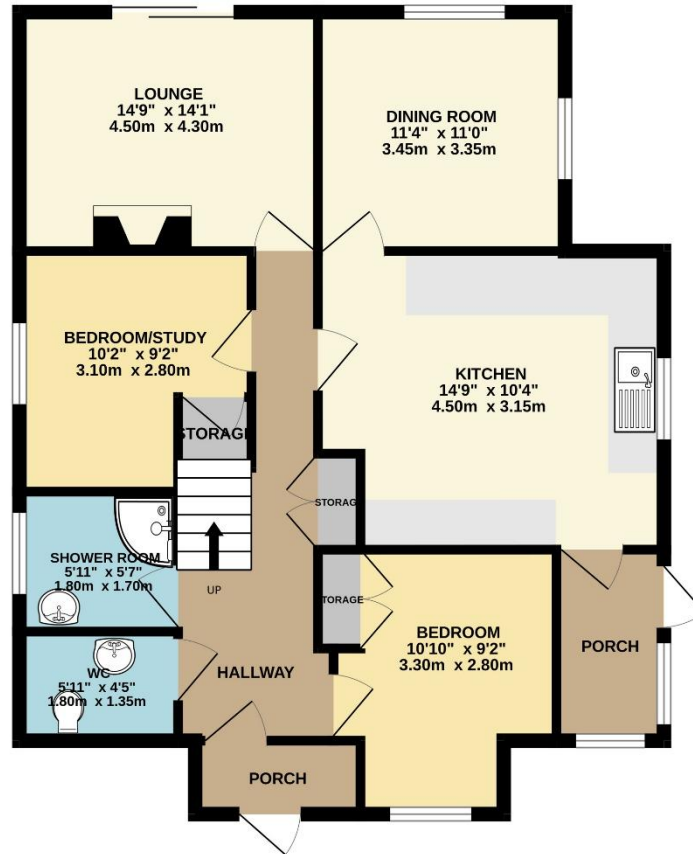 LOUNGE
14'9" x 14'1"
4.50m x 4.30m
DINING ROOM
11'4" x 11'0"
3.45m x 3.35m
BEDROOM/STUDY
10'2" x 9'2"
3.10m x 2.80m
KITCHEN
14'9" x 10'4"
4.50m x 3.15m
STORAGE
STORAGE
SHOWER ROOM
5'11" x 5'7"
1.80m x 1.70m
UP
STORAGE
BEDROOM
10'10" x 9'2"
3.30m x 2.80m
PORCH
WC
5'11" x 4'5"
1.80m x 1.35m
HALLWAY
PORCH